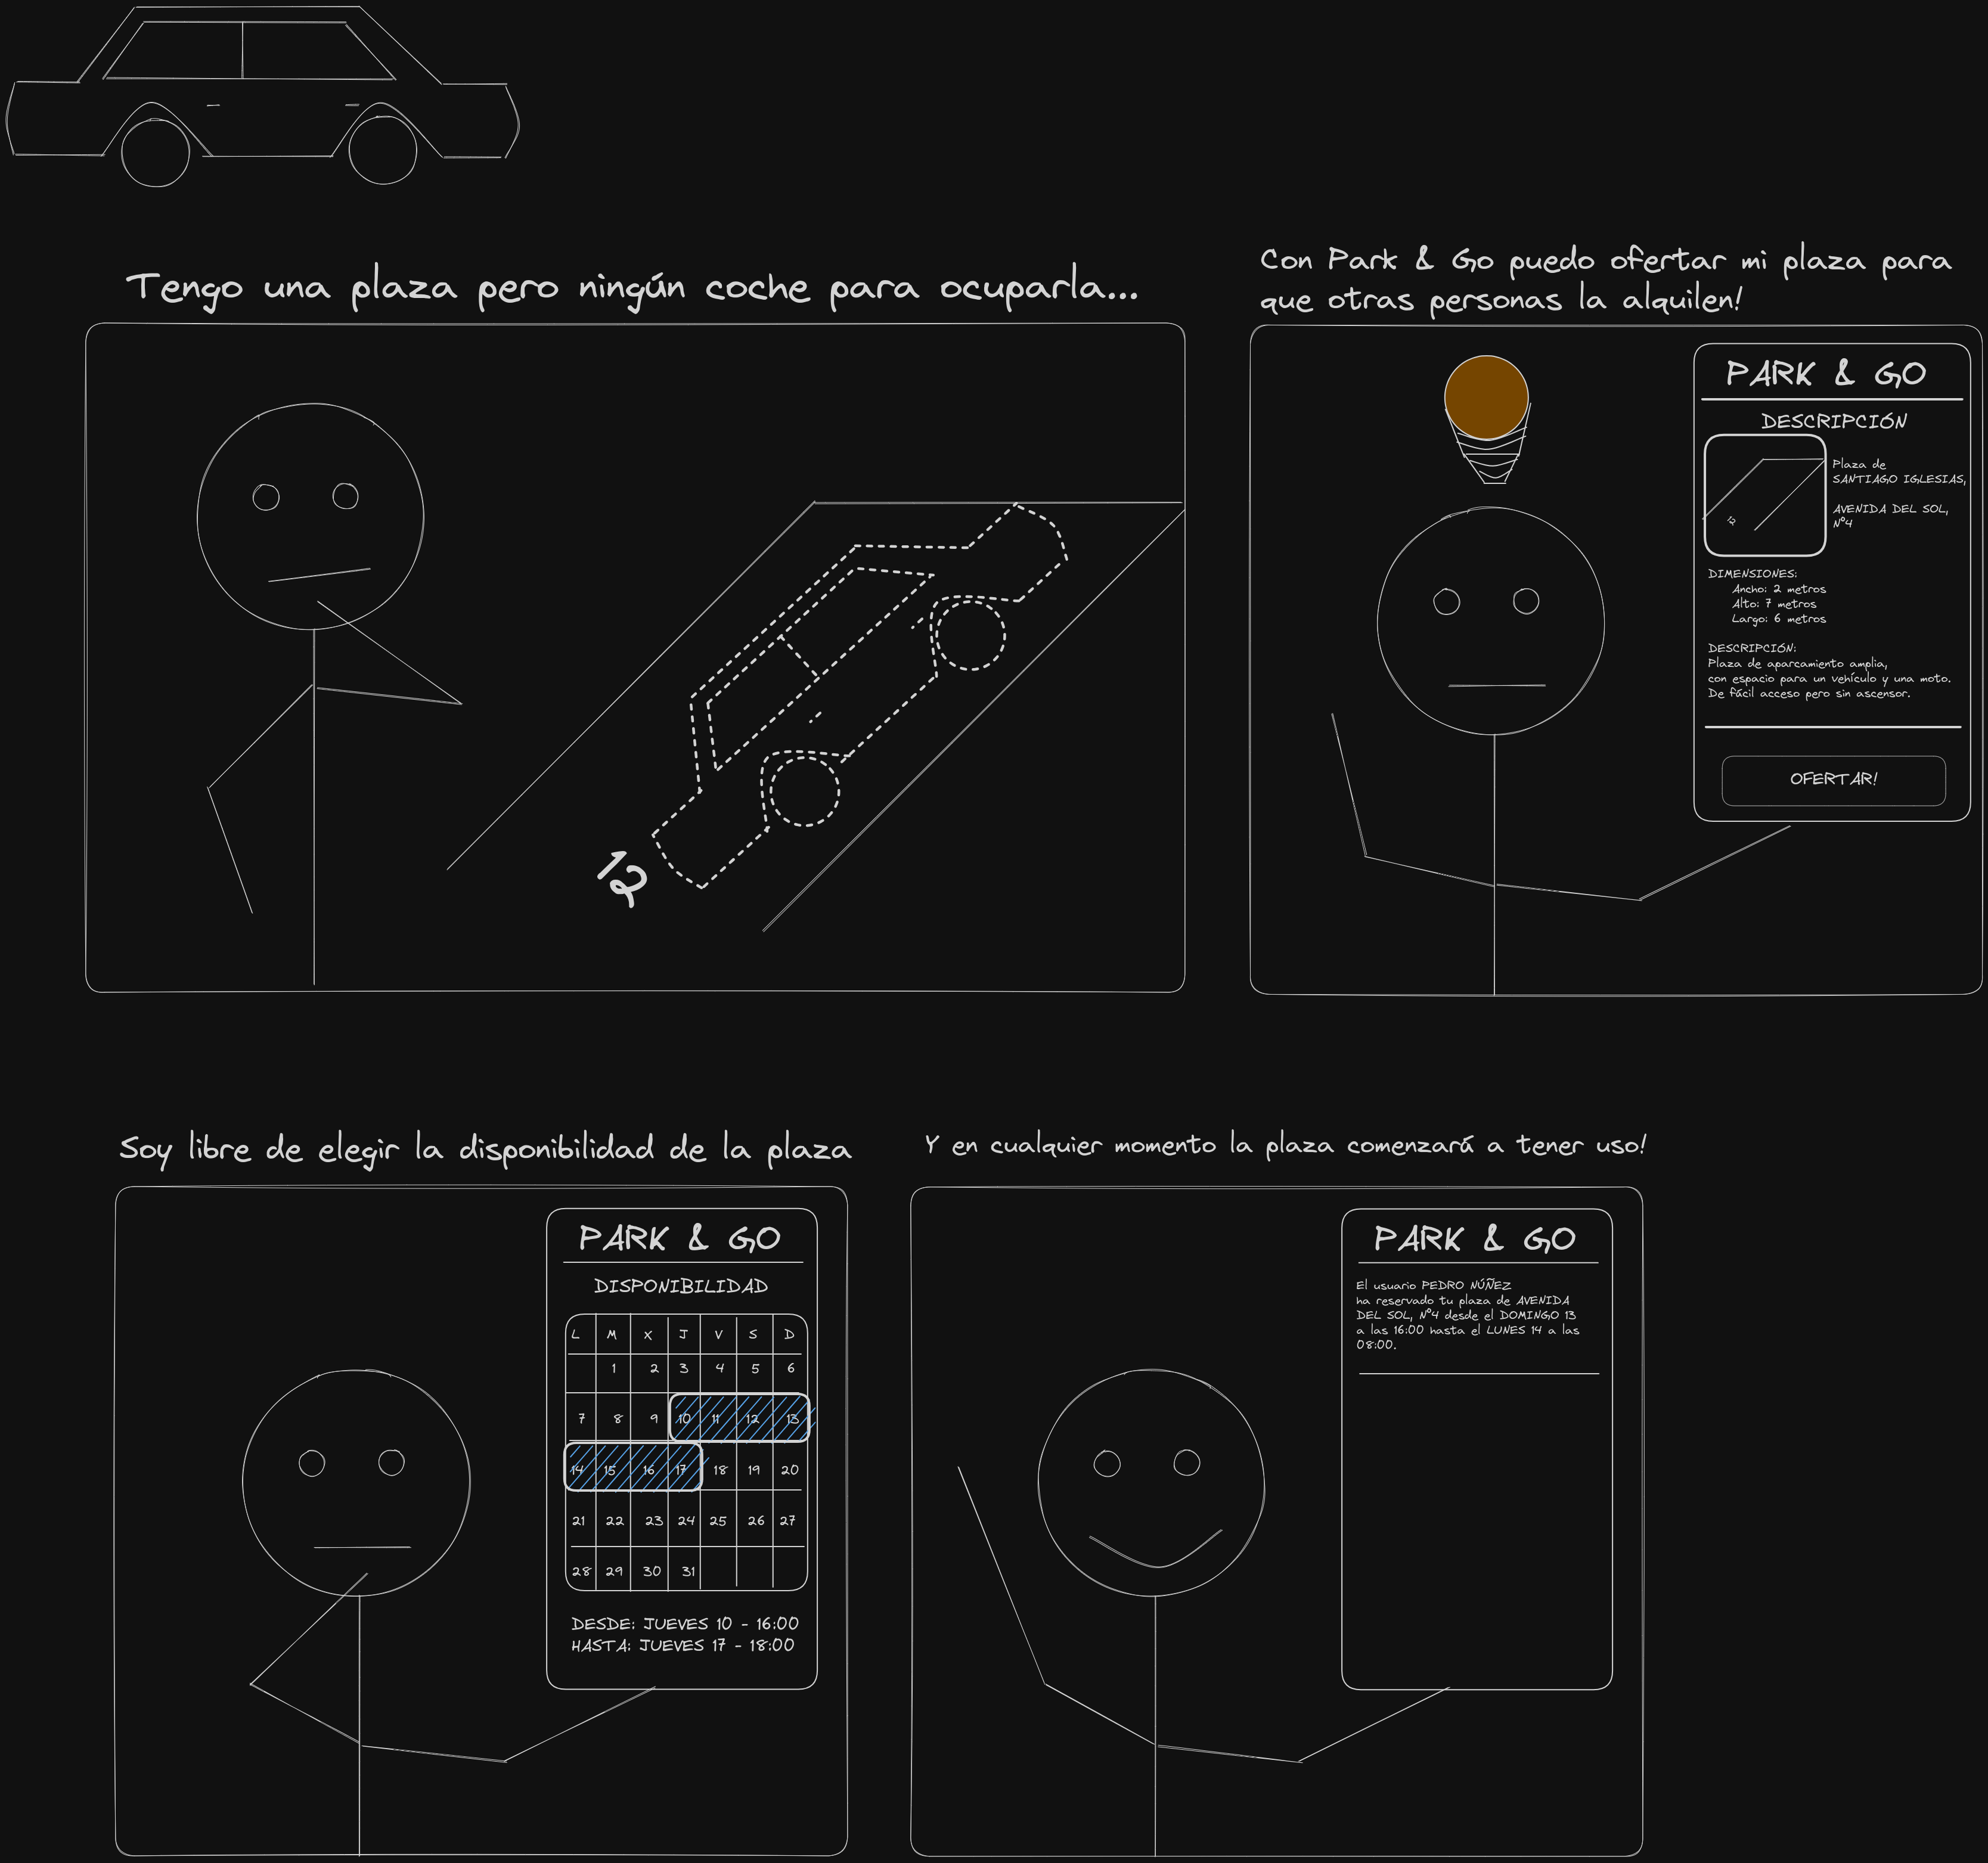 Tengo una plaza pero ningún coche para ocuparla...
12
Con Park & Go puedo ofertar mi plaza para
que otras personas la alquilen!
PARK & GO
DESCRIPCIÓN
12
Plaza de
SANTIAGO IGLESIAS,
AVENIDA DEL SOL,
Nº4
DIMENSIONES:
Ancho: 2 metros
Alto: 7 metros
Largo: 6 metros
DESCRIPCIÓN:
Plaza de aparcamiento amplia,
con espacio para un vehículo y una moto.
De fácil acceso pero sin ascensor.
OFERTAR!
Soy libre de elegir la disponibilidad de la plaza
PARK & GO
DISPONIBILIDAD
L M X J V S D
1 2 3 4 5 6
7 8 9 10 11 12 13
14 15 16 17 18 19 20
21 22 23 24 25 26 27
28 29 30 31
DESDE: JUEVES 10 - 16:00
HASTA: JUEVES 17 - 18:00
Y en cualquier momento la plaza comenzará a tener uso!
PARK & GO
El usuario PEDRO NÚÑEZ
ha reservado tu plaza de AVENIDA
DEL SOL, Nº4 desde el DOMINGO 13
a las 16:00 hasta el LUNES 14 a las
08:00.